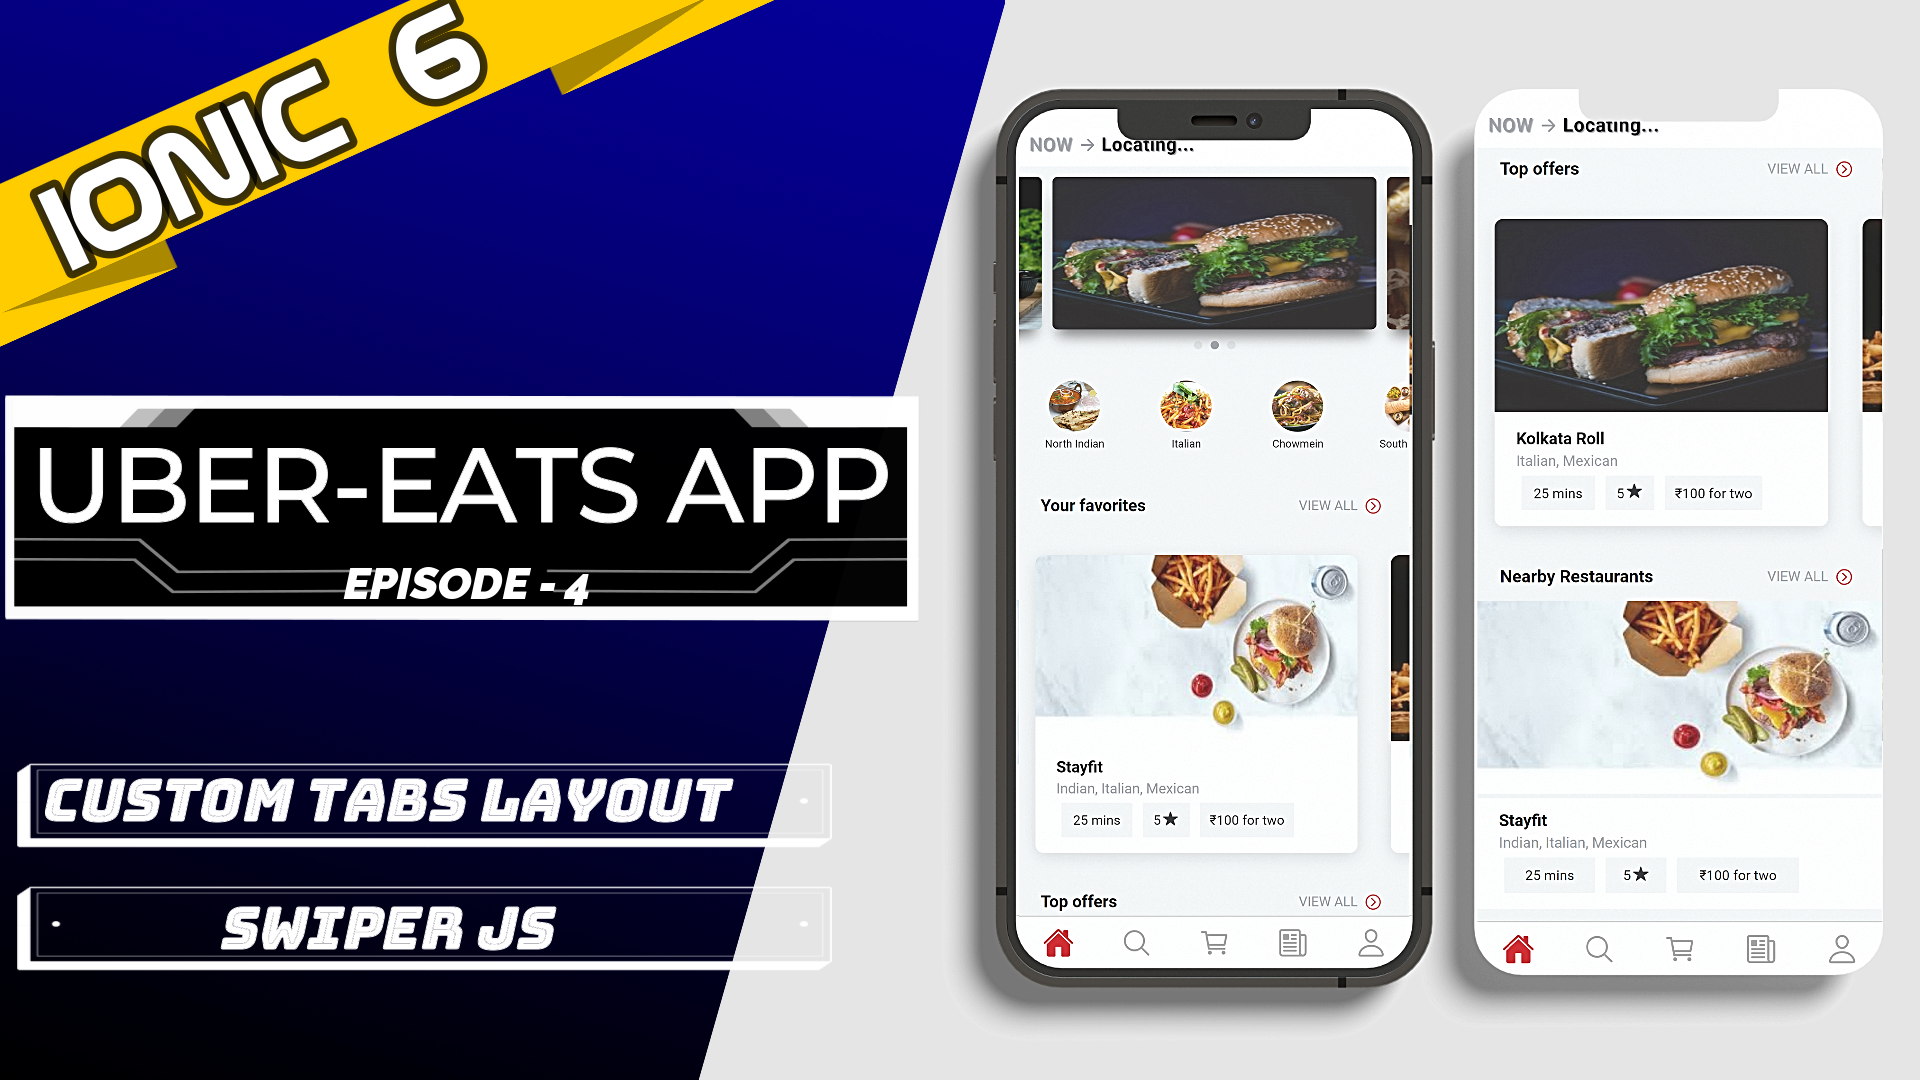 IONIC 6
UBER-EATS APP
EPISODE - 4
CUSTOM TABS LAYOUT
SWIPER JS
NOW → Locating...
North Indian
Italian
Chowmein
South
Your favorites
VIEW ALL
Stayfit
Indian, Italian, Mexican
25 mins
5★
₹100 for two
Top offers
VIEW ALL
NOW → Locating...
Top offers
VIEW ALL
Kolkata Roll
Italian, Mexican
25 mins
5★
₹100 for two
Nearby Restaurants
VIEW ALL
Stayfit
Indian, Italian, Mexican
25 mins
5★
₹100 for two